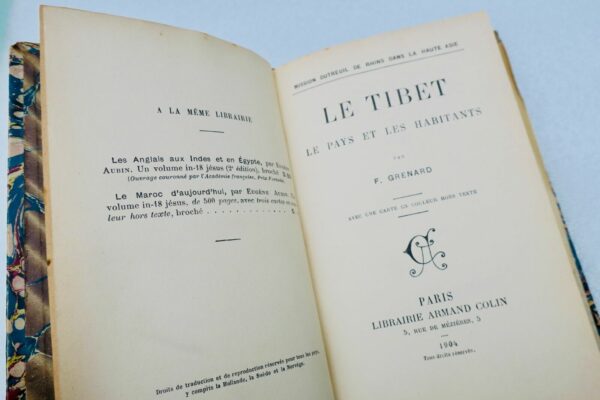 A LA MÊME LIBRAIRIE
Les Anglais aux Indes et en Égypte, par
AUBIN. Un volume in-18 jésus (2e édition), broché
(Ouvrage couronné par l'Académie française, Prix
Le Maroc d'aujourd'hui, par EUGÈNE
volume in-18 jésus, de 500 pages, avec trois cartes en
leur hors texte, broché
Droits de traduction et de reproduction réservés pour tous les pays,
y compris la Hollande, la Suède et la Norvège.
MISSION DUTREUIL DE RHINS DANS LA HAUTE ASIE
LE TIBET
LE PAYS ET LES HABITANTS
PAR
F. GRENARD
AVEC UNE CARTE EN COULEUR HORS TEXTE
PARIS
LIBRAIRIE ARMAND COLIN
5, RUE DE MÉZIÈRES, 5
1904
Tous droits réservés.